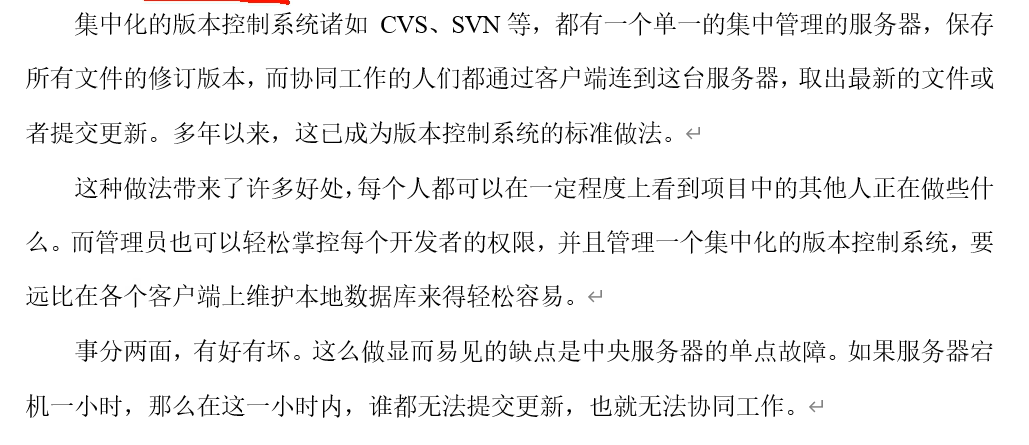 集中化的版本控制系统诸如 CVS、SVN 等，都有一个单一的集中管理的服务器，保存
所有文件的修订版本，而协同工作的人们都通过客户端连到这台服务器，取出最新的文件或
者提交更新。多年以来，这已成为版本控制系统的标准做法。↵
这种做法带来了许多好处，每个人都可以在一定程度上看到项目中的其他人正在做些什
么。而管理员也可以轻松掌控每个开发者的权限，并且管理一个集中化的版本控制系统，要
远比在各个客户端上维护本地数据库来得轻松容易。↵
事分两面，有好有坏。这么做显而易见的缺点是中央服务器的单点故障。如果服务器宕
机一小时，那么在这一小时内，谁都无法提交更新，也就无法协同工作。↵